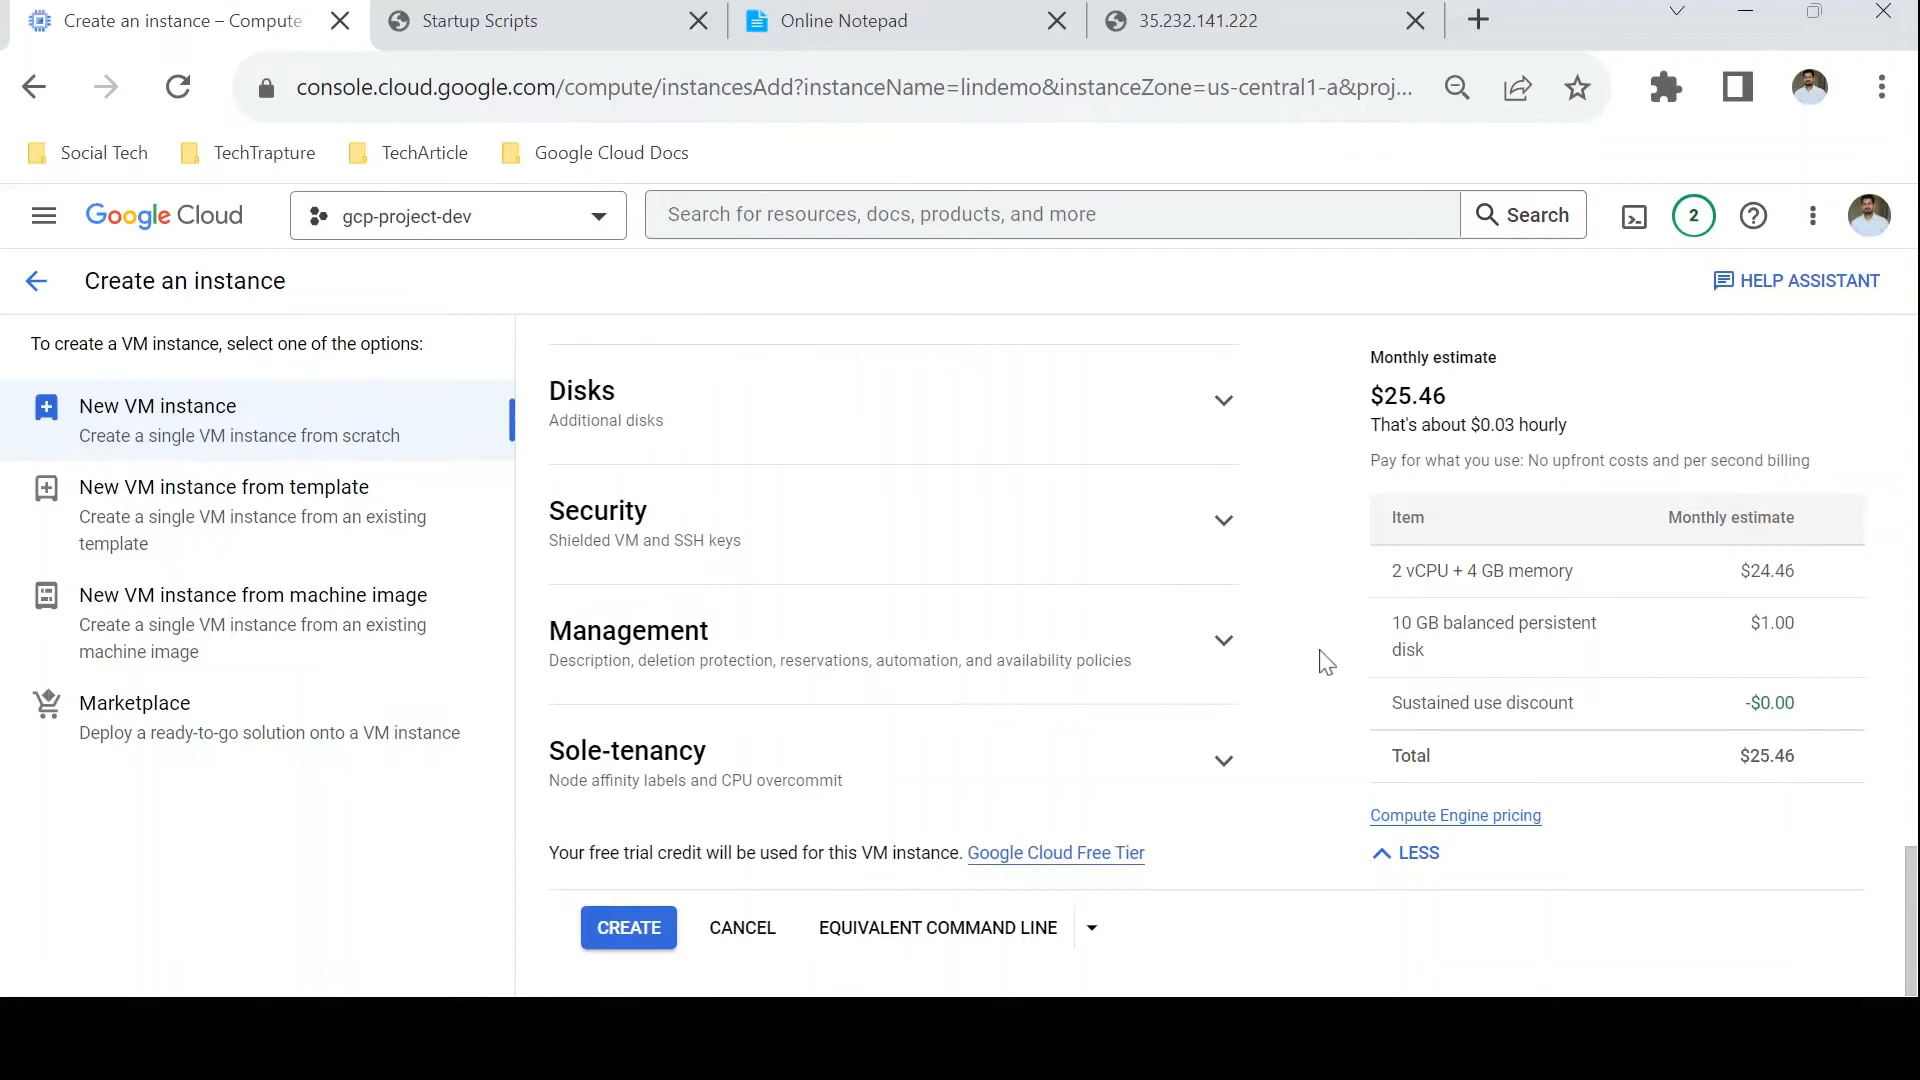 Create an instance – Compute
Startup Scripts
Online Notepad
35.232.141.222
console.cloud.google.com/compute/instancesAdd?instanceName=lindemo&instanceZone=us-central1-a&proj...
Social Tech
TechTrapture
TechArticle
Google Cloud Docs
Google Cloud
gcp-project-dev
Search for resources, docs, products, and more
Search
2
Create an instance
HELP ASSISTANT
To create a VM instance, select one of the options:
New VM instance
Create a single VM instance from scratch
New VM instance from template
Create a single VM instance from an existing
template
New VM instance from machine image
Create a single VM instance from an existing
machine image
Marketplace
Deploy a ready-to-go solution onto a VM instance
Disks
Additional disks
Security
Shielded VM and SSH keys
Management
Description, deletion protection, reservations, automation, and availability policies
Sole-tenancy
Node affinity labels and CPU overcommit
Your free trial credit will be used for this VM instance. Google Cloud Free Tier
CREATE
CANCEL
EQUIVALENT COMMAND LINE
Monthly estimate
$25.46
That's about $0.03 hourly
Pay for what you use: No upfront costs and per second billing
Item Monthly estimate
2 vCPU + 4 GB memory $24.46
10 GB balanced persistent $1.00
disk
Sustained use discount -$0.00
Total $25.46
Compute Engine pricing
LESS